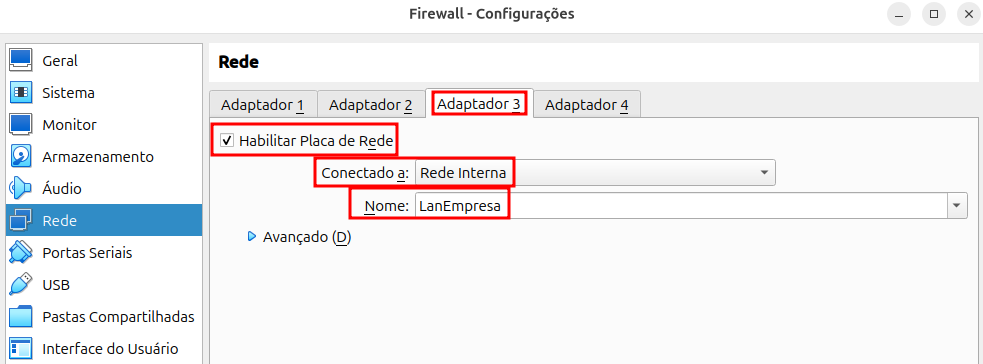 Firewall - Configurações
Geral
Sistema
Monitor
Armazenamento
Áudio
Rede
Portas Seriais
USB
Pastas Compartilhadas
Interface do Usuário
Rede
Adaptador 1 Adaptador 2 Adaptador 3 Adaptador 4
Habilitar Placa de Rede
Conectado a: Rede Interna
Nome: LanEmpresa
Avançado (D)